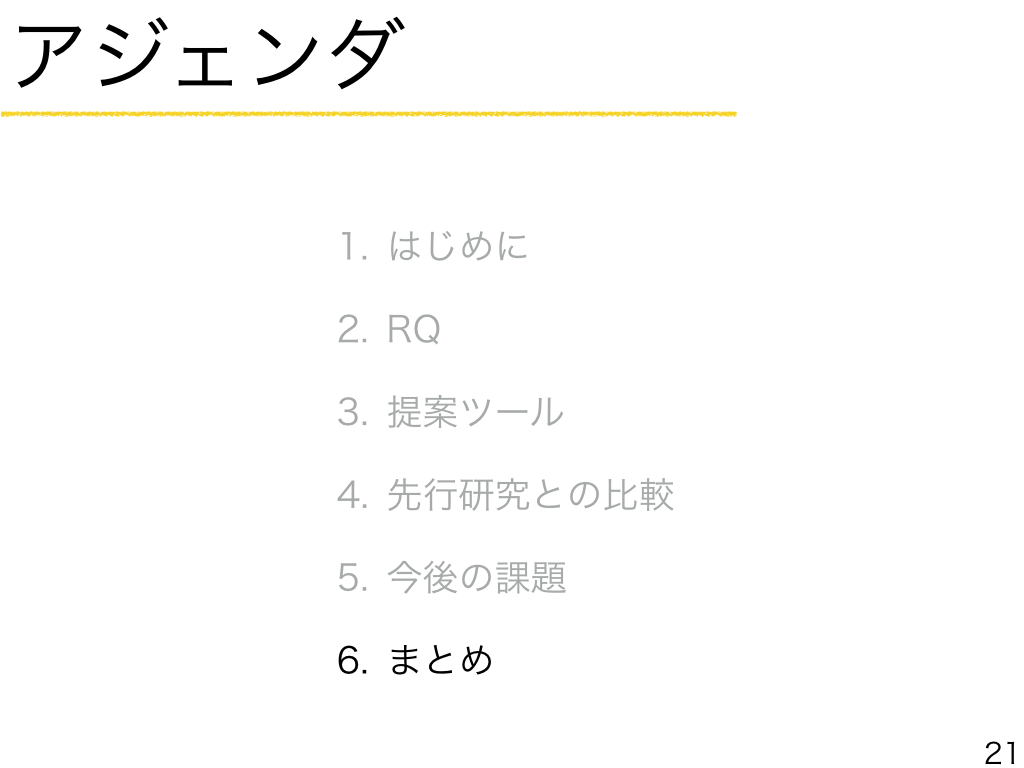 アジェンダ
1. はじめに
2. RQ
3. 提案ツール
4. 先行研究との比較
5. 今後の課題
6. まとめ
21